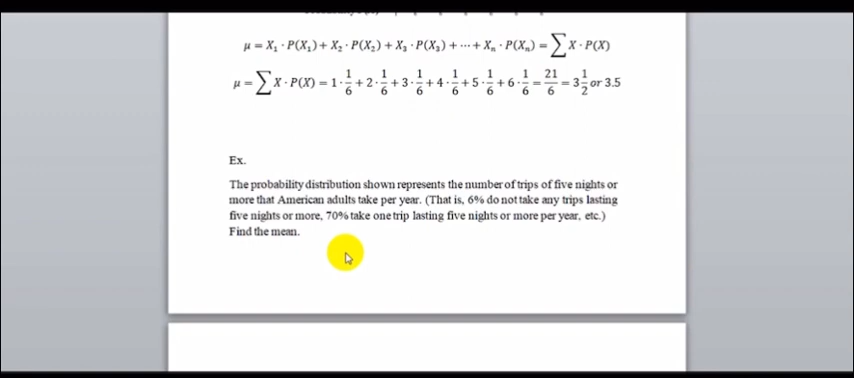 μ = X₁ · P(X₁) + X₂ · P(X₂) + X₃ · P(X₃) + ⋯ + Xₙ · P(Xₙ) = ∑ X · P(X)
μ = ∑ X · P(X) = 1 · 1/6 + 2 · 1/6 + 3 · 1/6 + 4 · 1/6 + 5 · 1/6 + 6 · 1/6 = 21/6 = 3 1/2 or 3.5
Ex.
The probability distribution shown represents the number of trips of five nights or
more that American adults take per year. (That is, 6% do not take any trips lasting
five nights or more, 70% take one trip lasting five nights or more per year, etc.)
Find the mean.